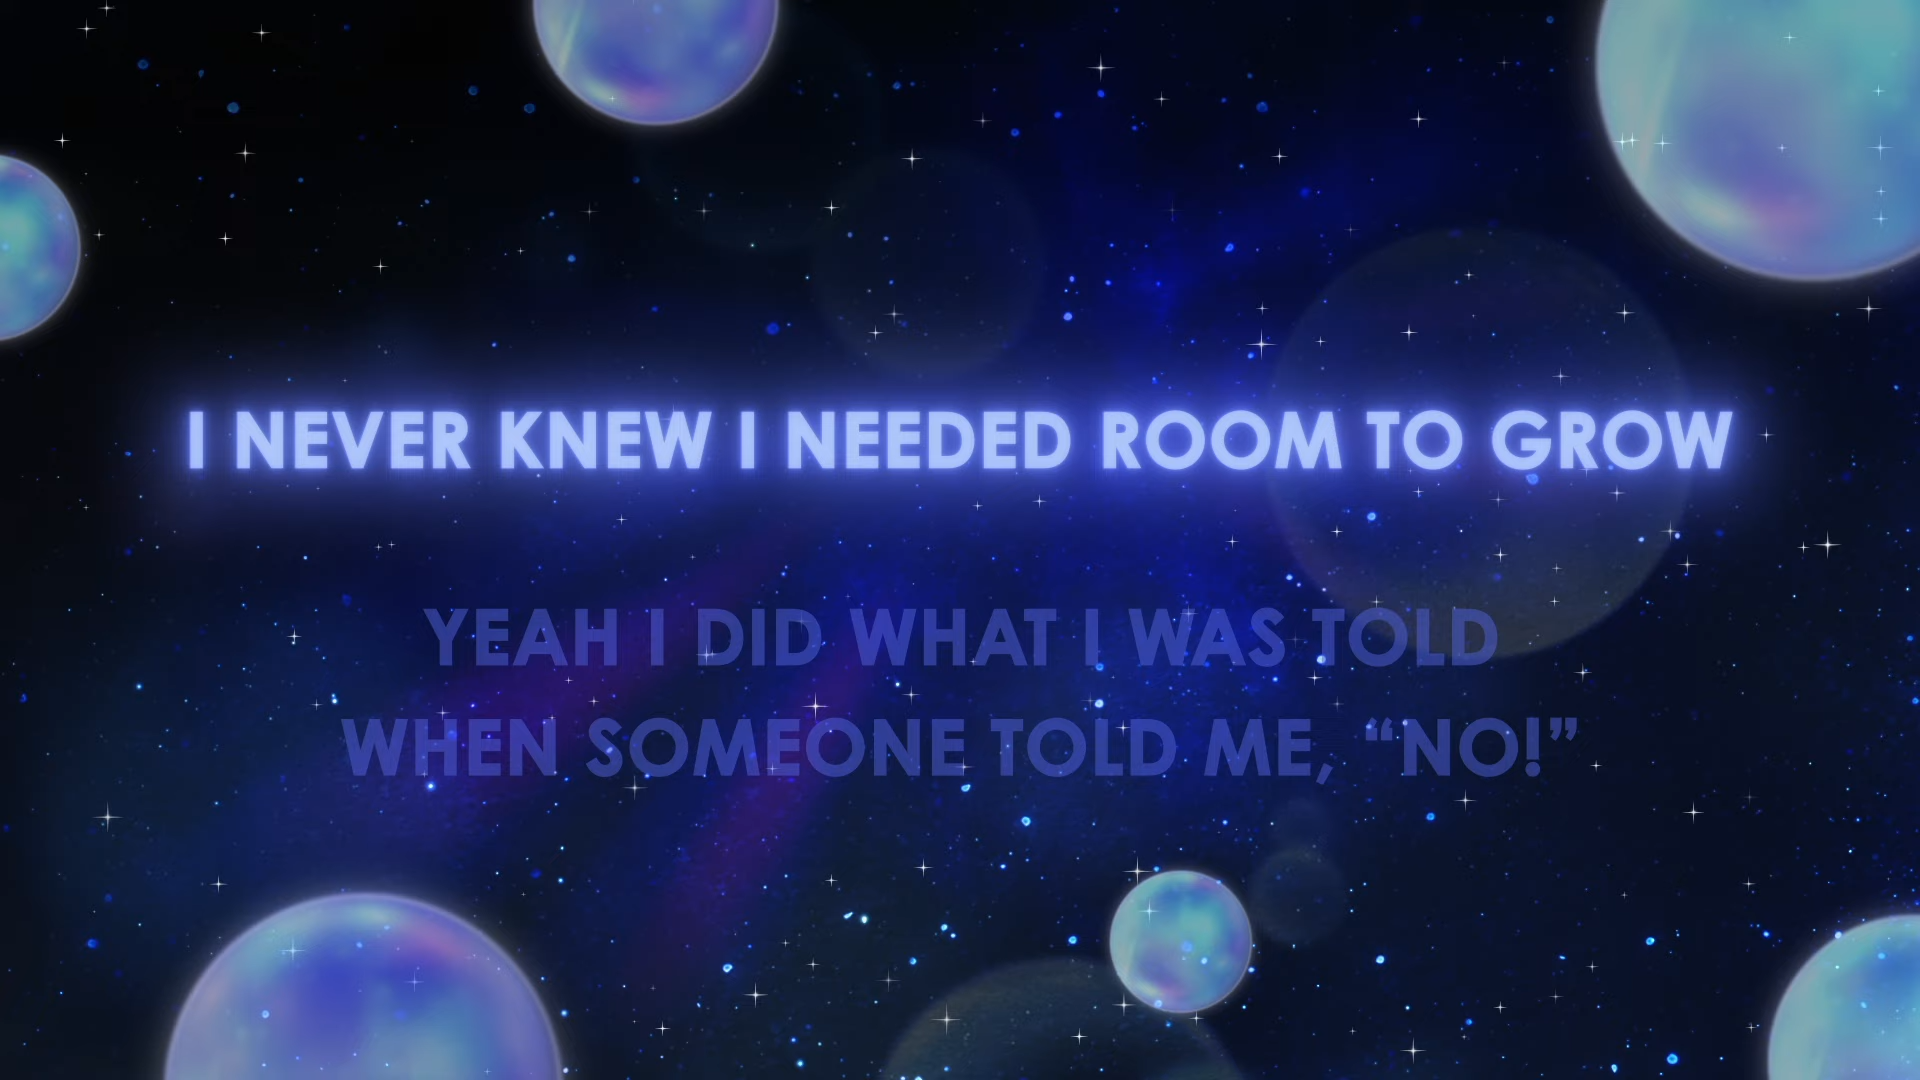 I NEVER KNEW I NEEDED ROOM TO GROW
YEAH I DID WHAT I WAS TOLD
WHEN SOMEONE TOLD ME, “NO!”